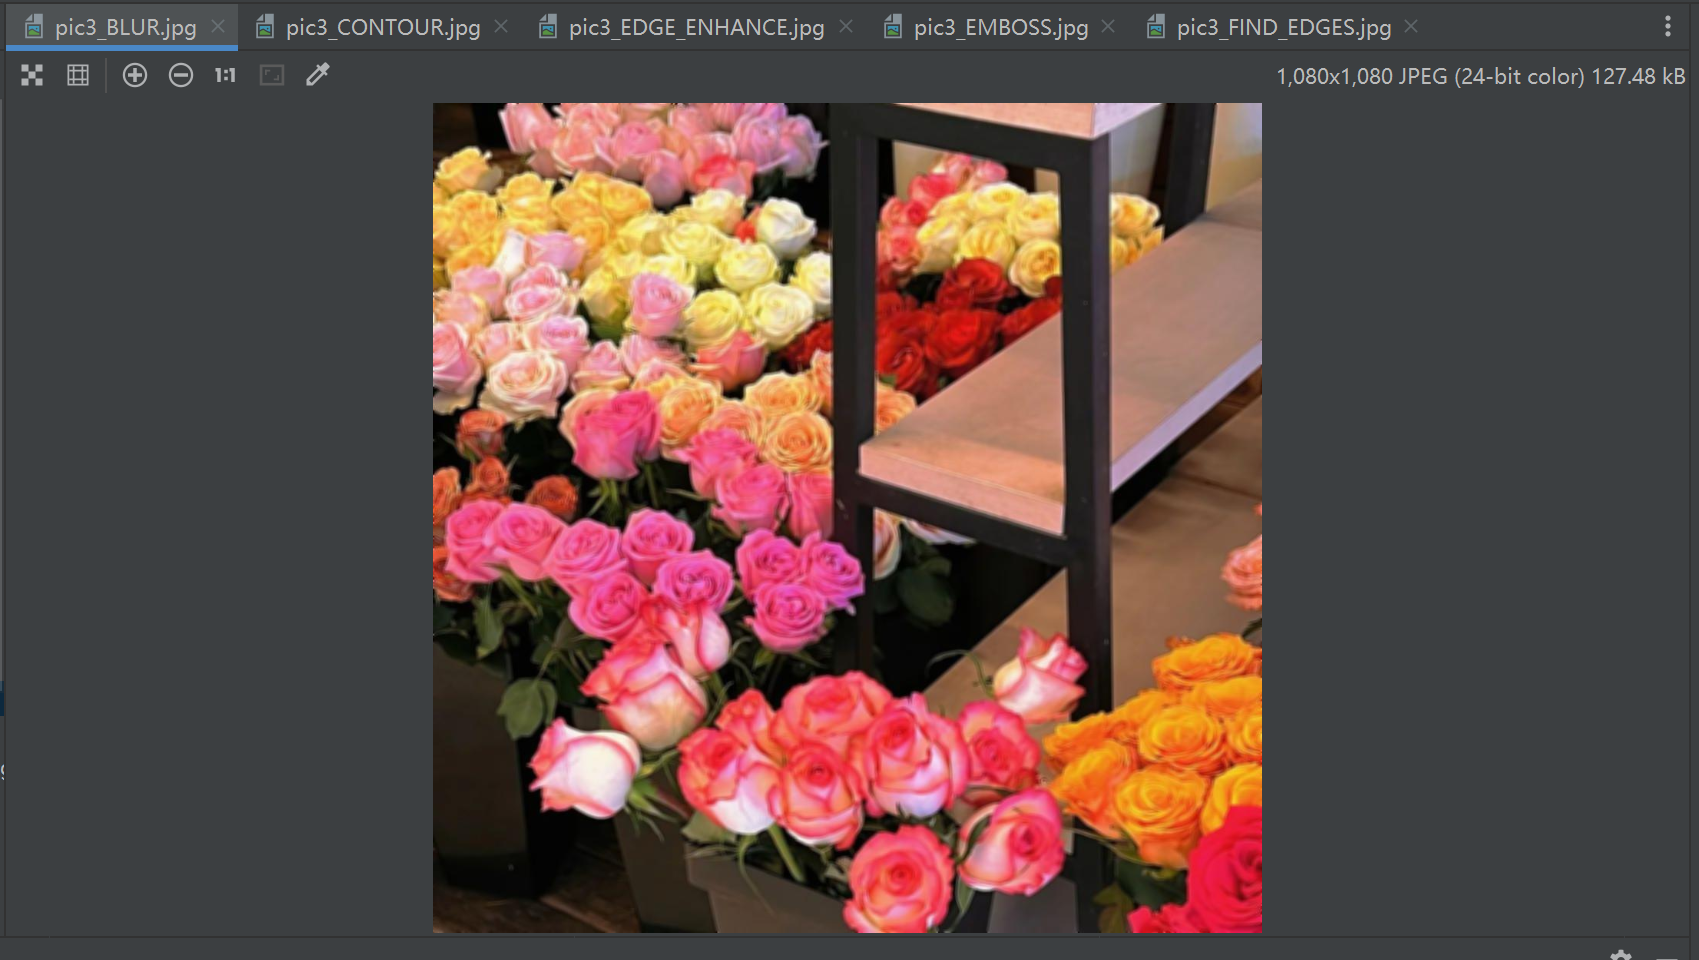 pic3_BLUR.jpg pic3_CONTOUR.jpg pic3_EDGE_ENHANCE.jpg pic3_EMBOSS.jpg pic3_FIND_EDGES.jpg
1:1 1,080x1,080 JPEG (24-bit color) 127.48 kB